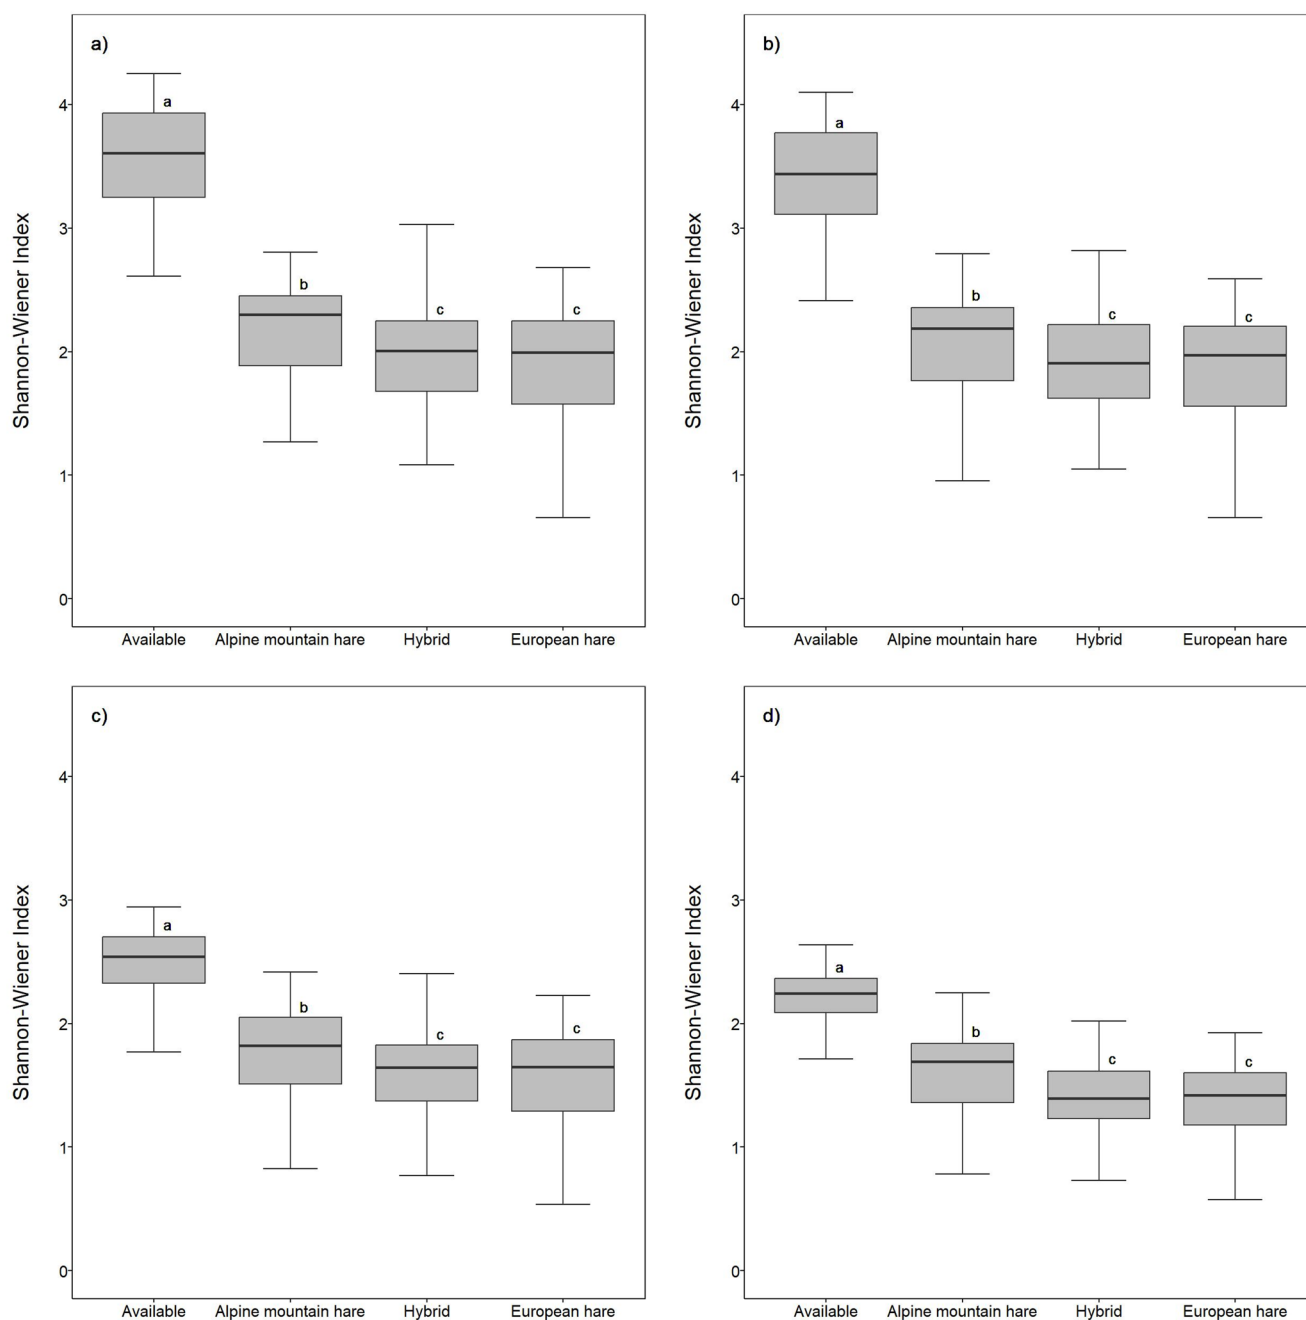 a)
Shannon-Wiener Index
4
3
2
1
0
a
b
c
c
Available Alpine mountain hare Hybrid European hare
b)
Shannon-Wiener Index
4
3
2
1
0
a
b
c
c
Available Alpine mountain hare Hybrid European hare
c)
Shannon-Wiener Index
4
3
2
1
0
a
b
c
c
Available Alpine mountain hare Hybrid European hare
d)
Shannon-Wiener Index
4
3
2
1
0
a
b
c
c
Available Alpine mountain hare Hybrid European hare